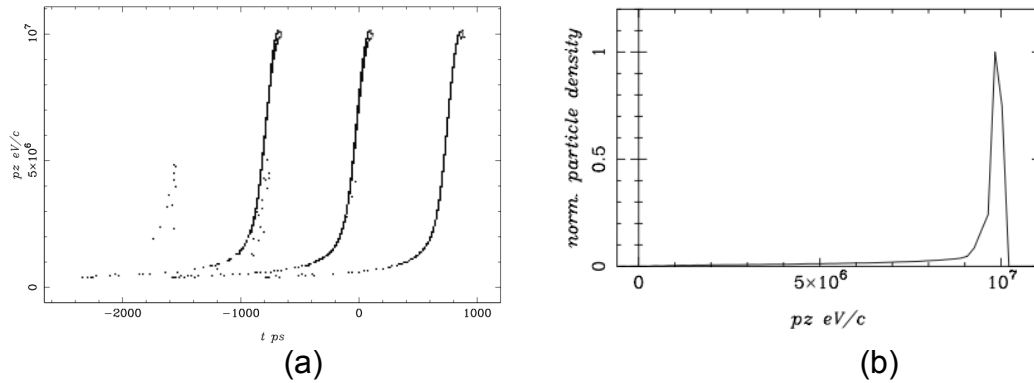 pz eV/c
10⁷
5×10⁶
0
−2000
−1000
0
1000
t ps
(a)
norm. particle density
1
0.5
0
0
5×10⁶
10⁷
pz eV/c
(b)